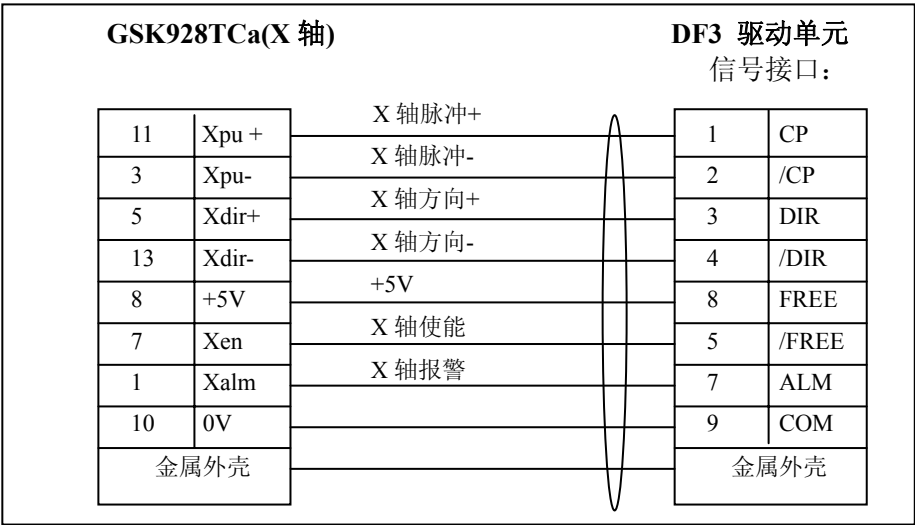 GSK928TCa(X 轴) DF3 驱动单元
信号接口：
X 轴脉冲+
11 Xpu + 1 CP
X 轴脉冲-
3 Xpu- 2 /CP
X 轴方向+
5 Xdir+ 3 DIR
X 轴方向-
13 Xdir- 4 /DIR
+5V
8 +5V 8 FREE
X 轴使能
7 Xen 5 /FREE
X 轴报警
1 Xalm 7 ALM
10 0V 9 COM
金属外壳 金属外壳